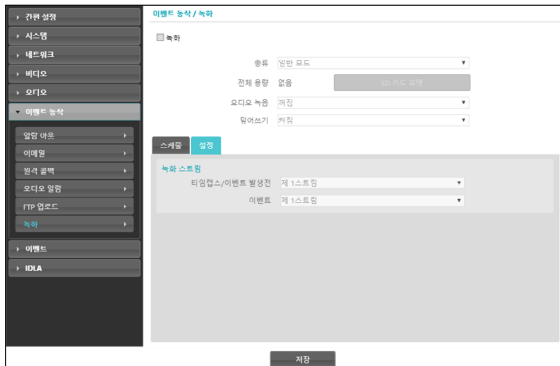 간편 설정
시스템
네트워크
비디오
오디오
이벤트 동작
알람 아웃
이메일
원격 콜백
오디오 알람
FTP 업로드
녹화
이벤트
IDLA
이벤트 동작 / 녹화
녹화
종류 일반 모드
전체 용량 없음 SD 카드 포맷
오디오 녹음 꺼짐
덮어쓰기 켜짐
스케줄 설정
녹화 스트림
타임랩스/이벤트 발생전 제 1스트림
이벤트 제 1스트림
저장